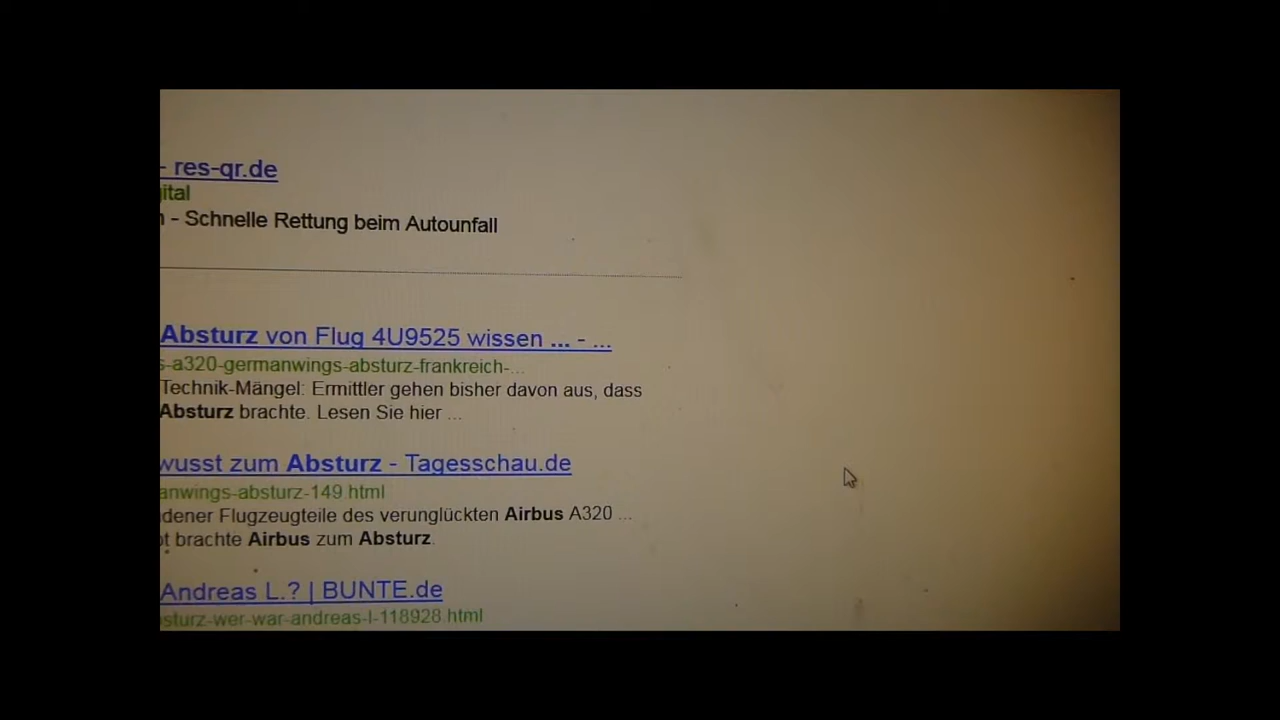 - res-qr.de
ital
- Schnelle Rettung beim Autounfall
Absturz von Flug 4U9525 wissen ... - ...
-a320-germanwings-absturz-frankreich-...
Technik-Mängel: Ermittler gehen bisher davon aus, dass
Absturz brachte. Lesen Sie hier ...
wusst zum Absturz - Tagesschau.de
anwings-absturz-149.html
dener Flugzeugteile des verunglückten Airbus A320 ...
t brachte Airbus zum Absturz.
Andreas L.? | BUNTE.de
sturz-wer-war-andreas-l-118928.html